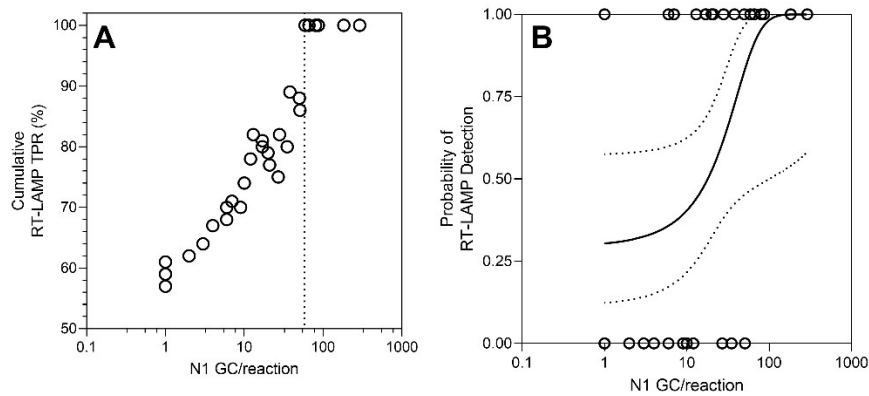 A
100
90
80
70
60
50
Cumulative
RT-LAMP TPR (%)
0.1 1 10 100 1000
N1 GC/reaction
B
1.00
0.75
0.50
0.25
0.00
Probability of
RT-LAMP Detection
0.1 1 10 100 1000
N1 GC/reaction